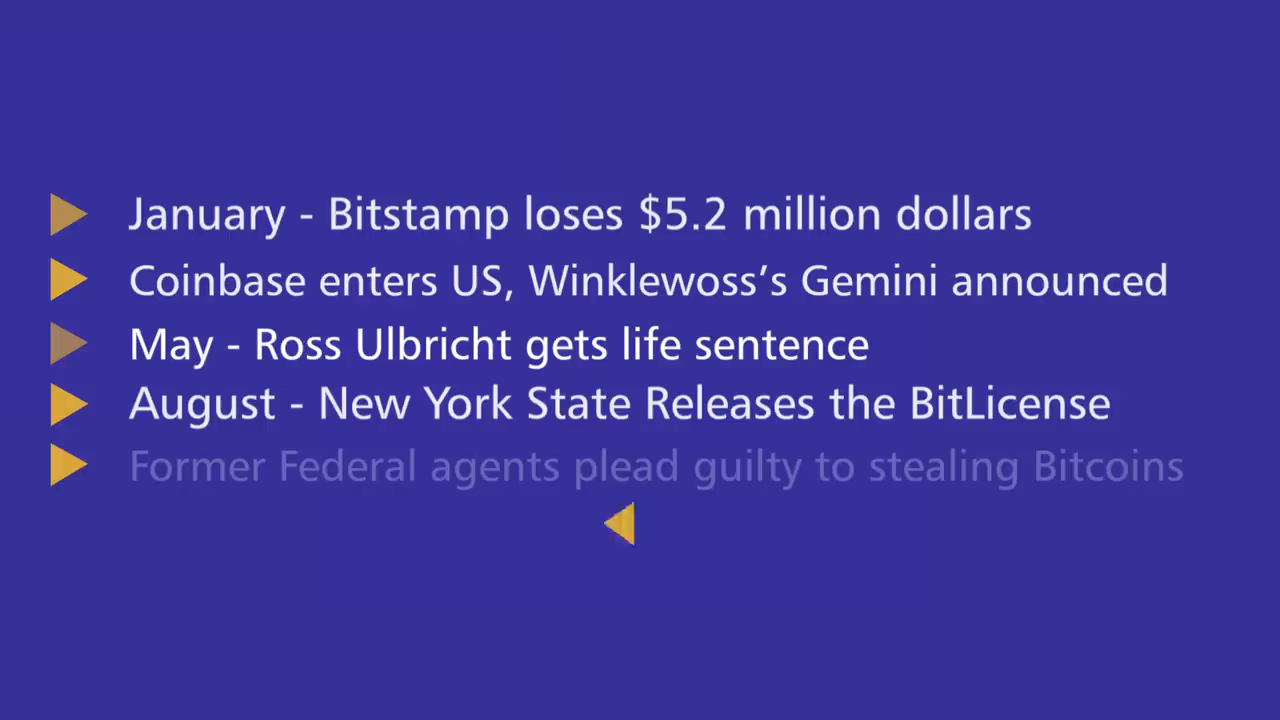 January - Bitstamp loses $5.2 million dollars
Coinbase enters US, Winklewoss’s Gemini announced
May - Ross Ulbricht gets life sentence
August - New York State Releases the BitLicense
Former Federal agents plead guilty to stealing Bitcoins